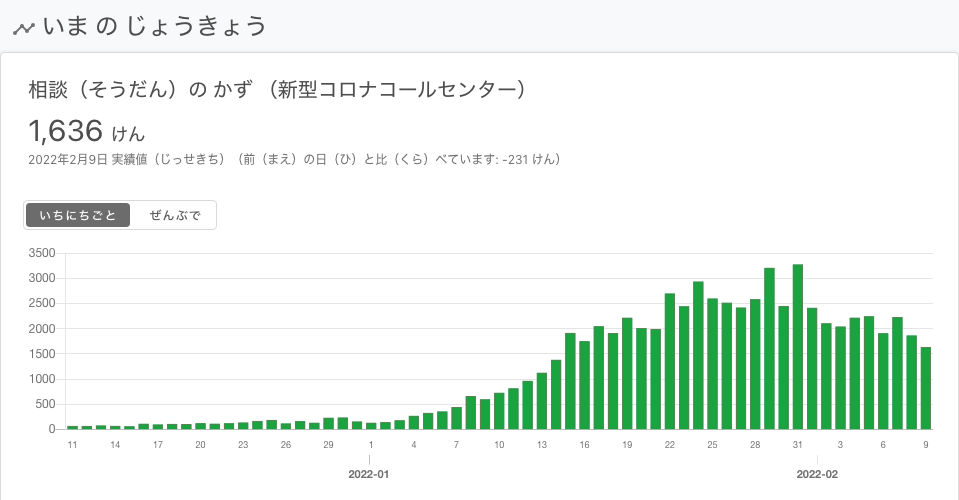 いま の じょうきょう
相談（そうだん）の かず （新型コロナコールセンター）
1,636 けん
2022年2月9日 実績値（じっせきち）（前（まえ）の日（ひ）と比（くら）べています: -231 けん）
いちにちごと ぜんぶで
3500
3000
2500
2000
1500
1000
500
0
11 14 17 20 23 26 29 1 4 7 10 13 16 19 22 25 28 31 3 6 9
2022-01 2022-02